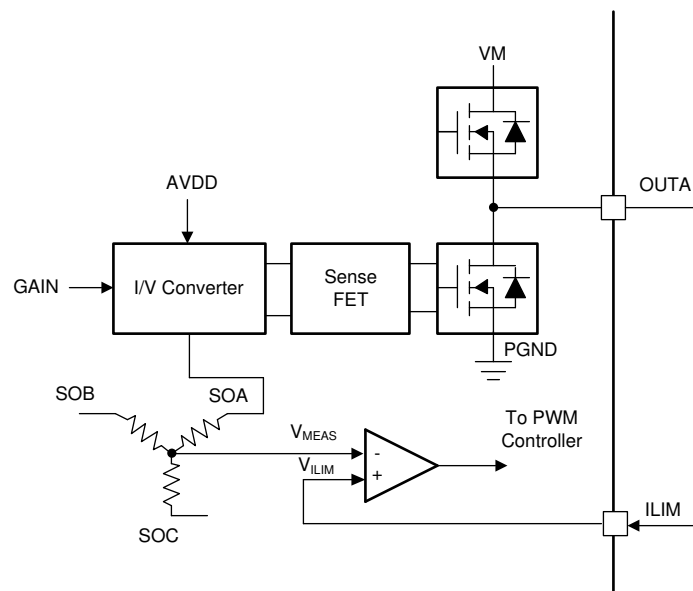 VM
AVDD
OUTA
GAIN
I/V Converter
Sense
FET
PGND
SOB
SOA
VMEAS
To PWM
Controller
VILIM
-
+
ILIM
SOC